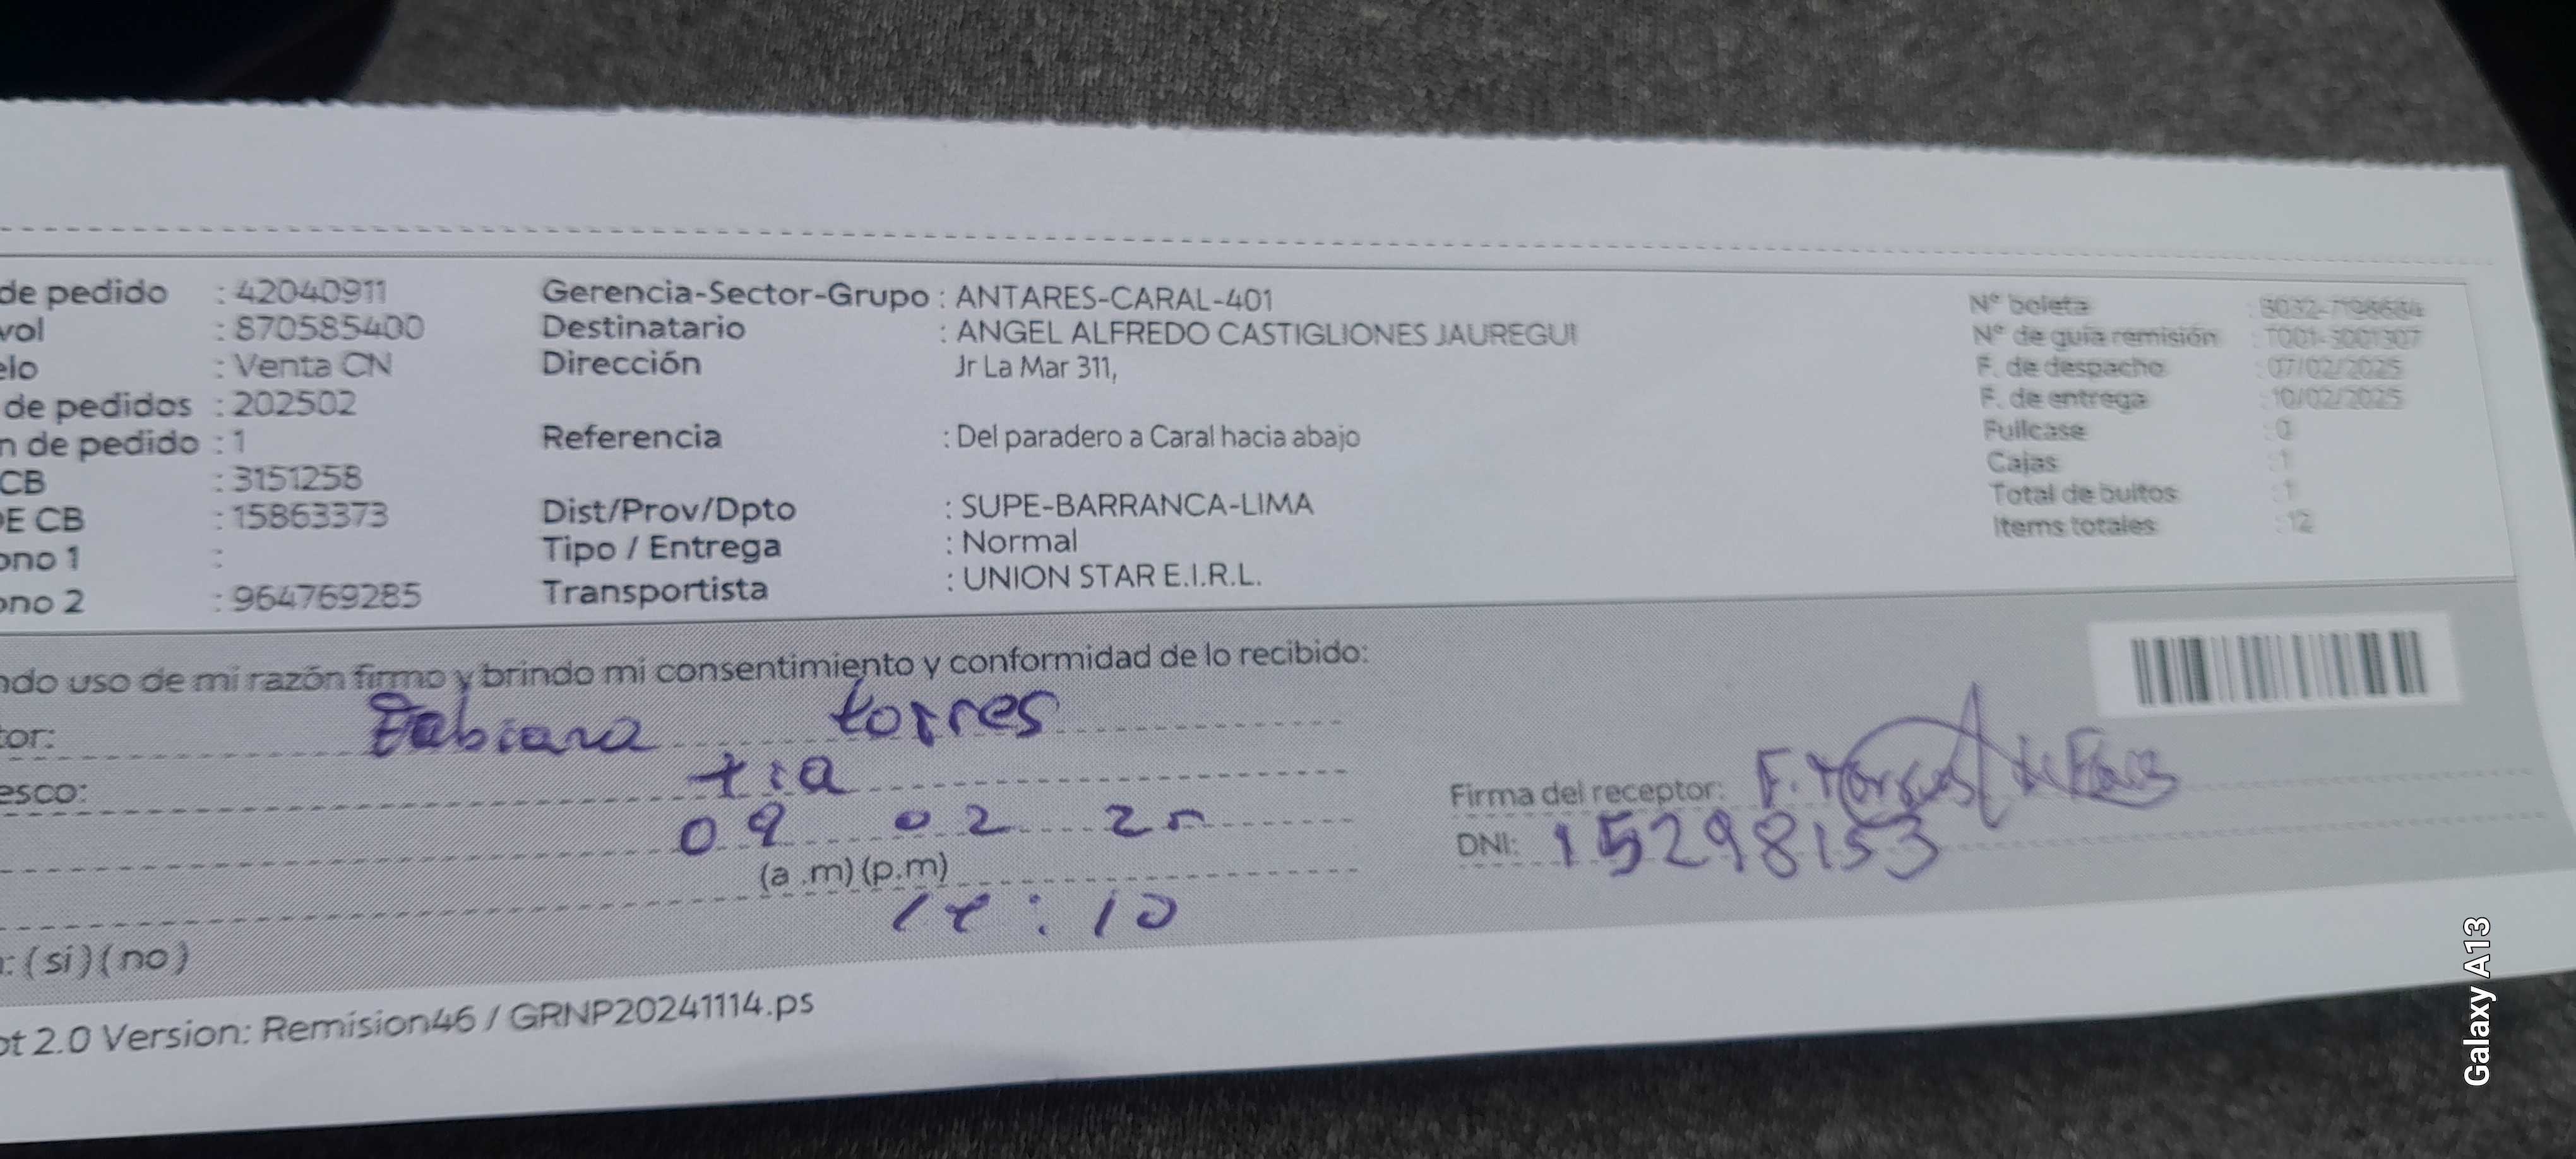 de pedido : 42040911
vol : 870585400
elo : Venta CN
de pedidos : 202502
n de pedido : 1
CB : 3151258
E CB : 15863373
ono 1 :
ono 2 : 964769285
Gerencia-Sector-Grupo : ANTARES-CARAL-401
Destinatario : ANGEL ALFREDO CASTIGLIONES JAUREGUI
Dirección Jr La Mar 311,
Referencia : Del paradero a Caral hacia abajo
Dist/Prov/Dpto : SUPE-BARRANCA-LIMA
Tipo / Entrega : Normal
Transportista : UNION STAR E.I.R.L.
Nº boleta
Nº de guía remisión : T001-3001307
F. de despacho : 07/02/2025
F. de entrega : 10/02/2025
Fullcase : 0
Cajas : 1
Total de bultos : 1
Items totales : 12
ndo uso de mi razón firmo y brindo mi consentimiento y conformidad de lo recibido:
tor: Fabiana torres
esco: tia
09 02 25
(a .m) (p.m)
14 : 10
: (si) (no)
Firma del receptor: F.
DNI: 15298153
ot 2.0 Version: Remision46 / GRNP20241114.ps
Galaxy A13